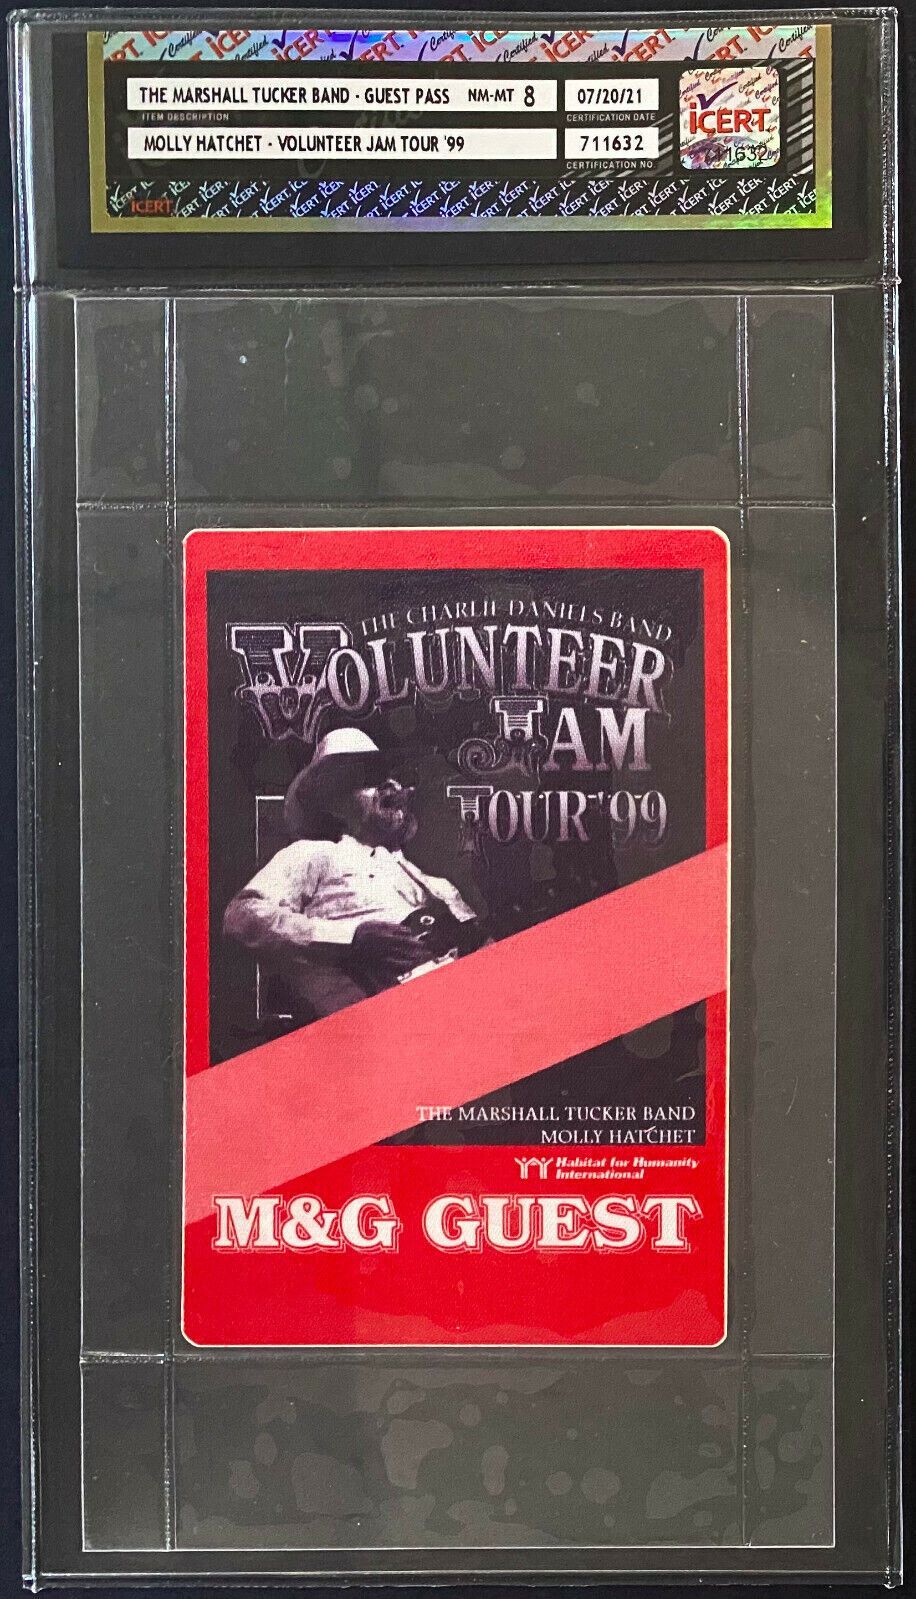 THE MARSHALL TUCKER BAND - GUEST PASS NM-MT 8
07/20/21
ITEM DESCRIPTION
CERTIFICATION DATE
MOLLY HATCHET - VOLUNTEER JAM TOUR '99
711632
CERTIFICATION NO.
iCERT
711632
iCERT
THE CHARLIE DANIELS BAND
VOLUNTEER
JAM
TOUR '99
THE MARSHALL TUCKER BAND
MOLLY HATCHET
Habitat for Humanity
International
M&G GUEST